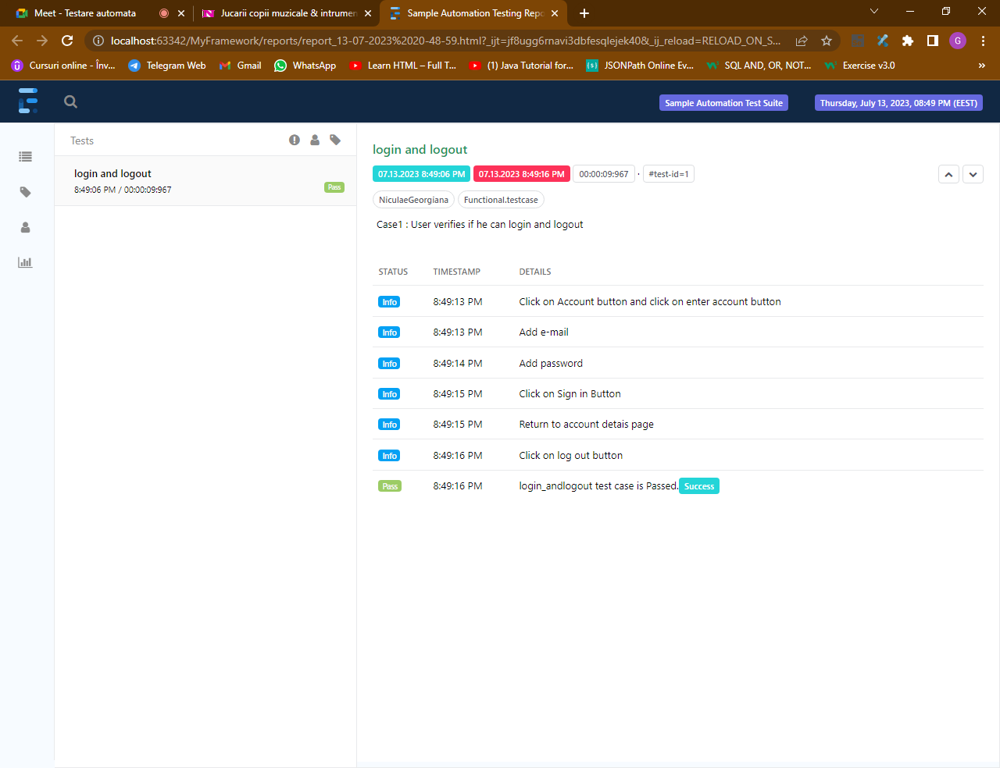 Meet - Testare automata
Jucarii copii muzicale & intrumen
Sample Automation Testing Repo
localhost:63342/MyFramework/reports/report_13-07-2023%2020-48-59.html?_ijt=jf8ugg6rnavi3dbfesqlejek40&_ij_reload=RELOAD_ON_S...
G
Cursuri online - Înv...
Telegram Web
Gmail
WhatsApp
Learn HTML – Full T...
(1) Java Tutorial for...
JSONPath Online Ev...
SQL AND, OR, NOT...
Exercise v3.0
»
Sample Automation Test Suite
Thursday, July 13, 2023, 08:49 PM (EEST)
Tests
login and logout
8:49:06 PM / 00:00:09:967
Pass
login and logout
07.13.2023 8:49:06 PM
07.13.2023 8:49:16 PM
00:00:09:967
· #test-id=1
NiculaeGeorgiana
Functional.testcase
Case1 : User verifies if he can login and logout
STATUS TIMESTAMP DETAILS
Info 8:49:13 PM Click on Account button and click on enter account button
Info 8:49:13 PM Add e-mail
Info 8:49:14 PM Add password
Info 8:49:15 PM Click on Sign in Button
Info 8:49:15 PM Return to account detais page
Info 8:49:16 PM Click on log out button
Pass 8:49:16 PM login_andlogout test case is Passed. Success